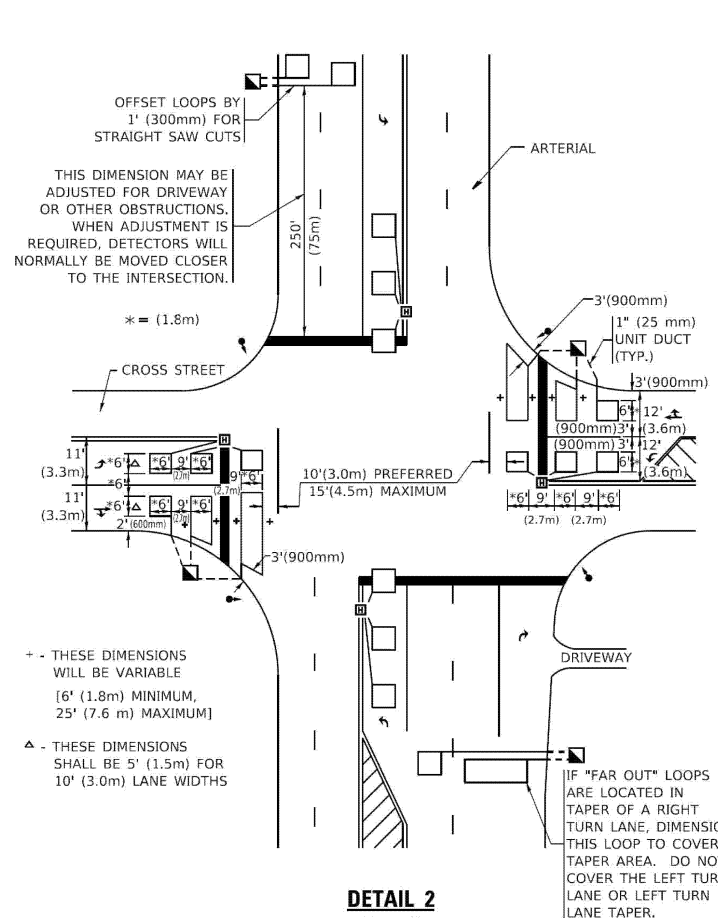 OFFSET LOOPS BY
1' (300mm) FOR
STRAIGHT SAW CUTS
ARTERIAL
THIS DIMENSION MAY BE
ADJUSTED FOR DRIVEWAY
OR OTHER OBSTRUCTIONS.
WHEN ADJUSTMENT IS
REQUIRED, DETECTORS WILL
NORMALLY BE MOVED CLOSER
TO THE INTERSECTION.
250'
(75m)
* = (1.8m)
H
3'(900mm)
1" (25 mm)
UNIT DUCT
(TYP.)
CROSS STREET
3'(900mm)
+ + + +
6'* 12'
(3.6m)
(900mm)3'
(900mm)3' 12'
6'* (3.6m)
H
*6' 9' *6' 9' *6'
(2.7m) (2.7m)
H
11'
(3.3m)
*6' △
*6' 9' *6'
(2.7m)
9' *6'
(2.7m)
*6'
11'
(3.3m)
*6' △
*6' 9' *6'
(2.7m)
2' (600mm)
+ + + +
10'(3.0m) PREFERRED
15'(4.5m) MAXIMUM
3'(900mm)
H
DRIVEWAY
+ - THESE DIMENSIONS
WILL BE VARIABLE
[6' (1.8m) MINIMUM,
25' (7.6 m) MAXIMUM]
△ - THESE DIMENSIONS
SHALL BE 5' (1.5m) FOR
10' (3.0m) LANE WIDTHS
IF "FAR OUT" LOOPS
ARE LOCATED IN
TAPER OF A RIGHT
TURN LANE, DIMENSIO
THIS LOOP TO COVER
TAPER AREA. DO NO
COVER THE LEFT TUR
LANE OR LEFT TURN
LANE TAPER.
DETAIL 2